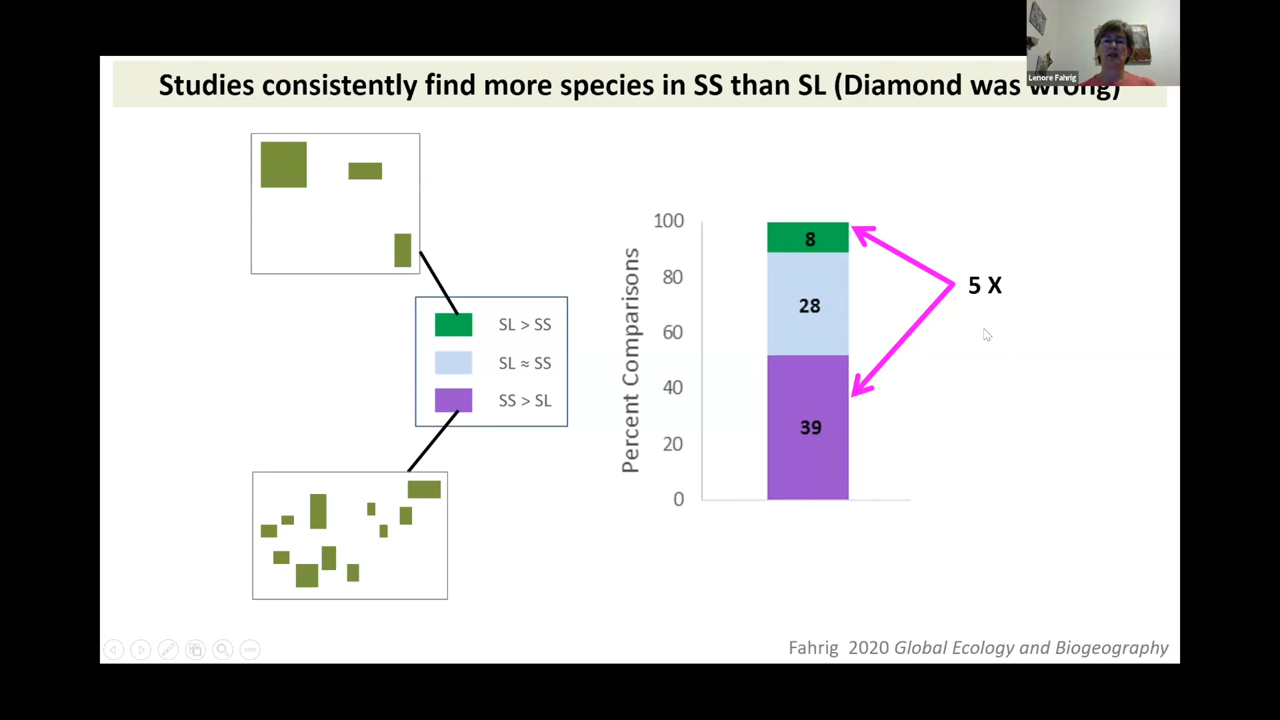 Studies consistently find more species in SS than SL (Diamond was wrong)
Lenore Fahrig
SL > SS
SL ≈ SS
SS > SL
Percent Comparisons
100
80
60
40
20
0
8
28
39
5 X
Fahrig 2020 Global Ecology and Biogeography